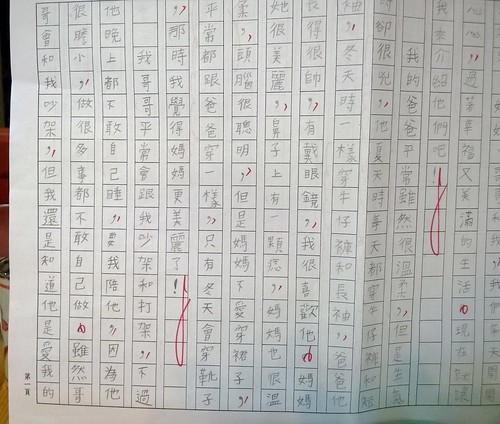 心心過著幸福又美滿的生活。現在就讓
我來介紹他們吧!
我的爸爸平常雖然很溫柔,但是生氣
時卻很兇,他夏天時每天都穿牛仔褲和短
袖,冬天時一樣穿牛仔褲和長袖,爸爸
長得很帥,有戴眼鏡,我很喜歡他。媽媽
她很美麗,鼻子上有一顆痣,媽媽也很溫
柔,頭腦很聰明,但是媽媽不愛穿裙子,
平常都跟爸爸穿一樣,只有冬天會穿靴子
,那時我覺得媽媽更美麗了!
我哥哥平常會跟我吵架和打架,不過
他晚上都不敢自己睡,要我陪他,因為他
很膽小,做很多事都不敢自己做。雖然哥
哥會和我吵架,但我還是和道他是愛我的
第一頁